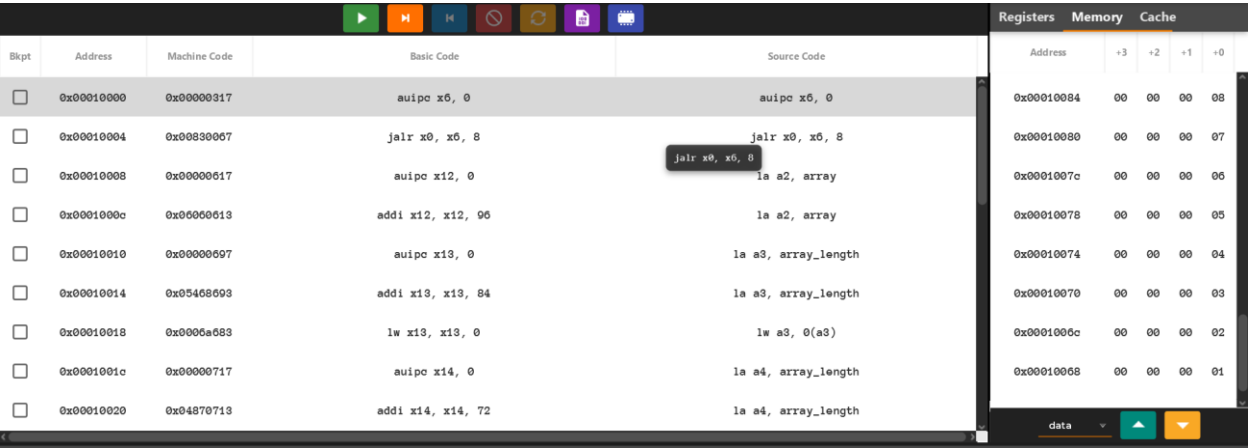 Registers Memory Cache
Bkpt Address Machine Code Basic Code Source Code
0x00010000 0x00000317 auipc x6, 0 auipc x6, 0
0x00010004 0x00830067 jalr x0, x6, 8 jalr x0, x6, 8
jalr x0, x6, 8
0x00010008 0x00000617 auipc x12, 0 la a2, array
0x0001000c 0x06060613 addi x12, x12, 96 la a2, array
0x00010010 0x00000697 auipc x13, 0 la a3, array_length
0x00010014 0x05468693 addi x13, x13, 84 la a3, array_length
0x00010018 0x0006a683 lw x13, x13, 0 lw a3, 0(a3)
0x0001001c 0x00000717 auipc x14, 0 la a4, array_length
0x00010020 0x04870713 addi x14, x14, 72 la a4, array_length
Address +3 +2 +1 +0
0x00010084 00 00 00 08
0x00010080 00 00 00 07
0x0001007c 00 00 00 06
0x00010078 00 00 00 05
0x00010074 00 00 00 04
0x00010070 00 00 00 03
0x0001006c 00 00 00 02
0x00010068 00 00 00 01
data